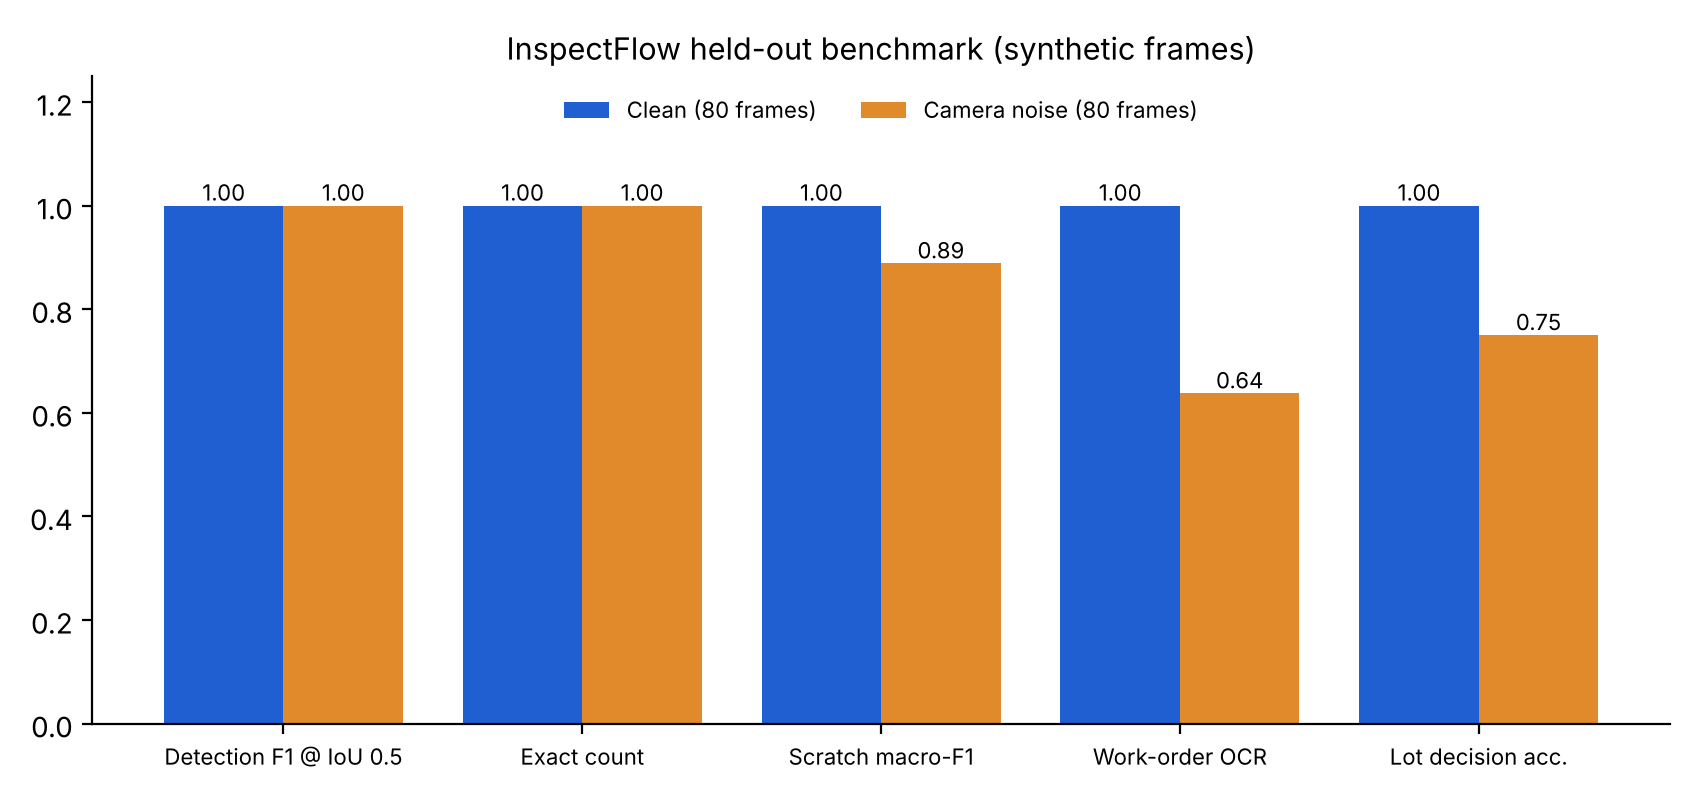 InspectFlow held-out benchmark (synthetic frames)
Clean (80 frames)
Camera noise (80 frames)
1.2
1.0
0.8
0.6
0.4
0.2
0.0
1.00
1.00
1.00
1.00
1.00
0.89
1.00
0.64
1.00
0.75
Detection F1 @ IoU 0.5
Exact count
Scratch macro-F1
Work-order OCR
Lot decision acc.